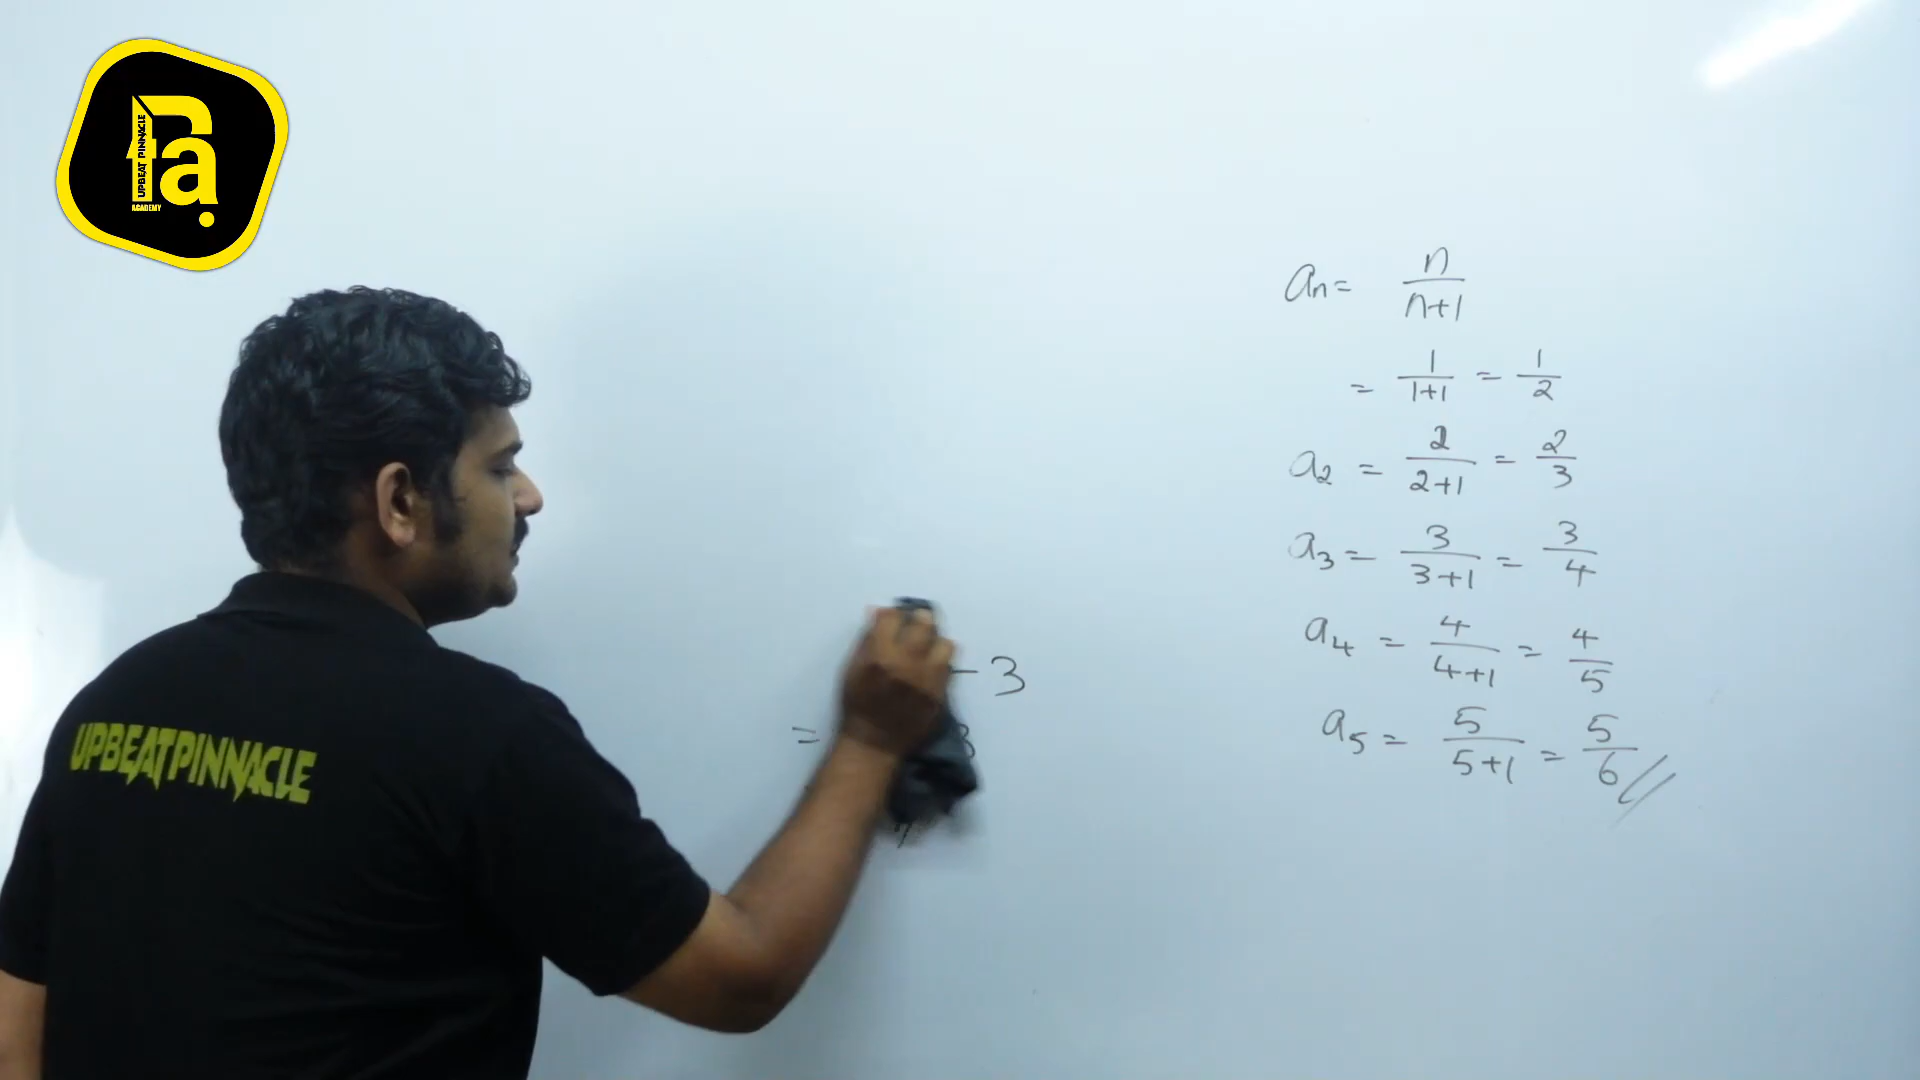 UPBEAT PINNACLE
Pa
ACADEMY
UPBEATPINNACLE
- 3
=
aₙ = n/(n+1)
= 1/(1+1) = 1/2
a₂ = 2/(2+1) = 2/3
a₃ = 3/(3+1) = 3/4
a₄ = 4/(4+1) = 4/5
a₅ = 5/(5+1) = 5/6 //